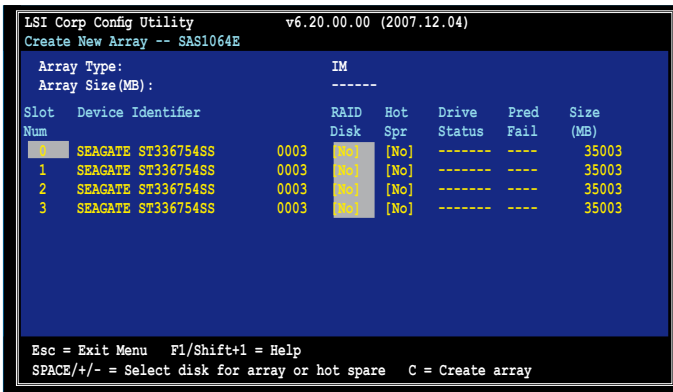 LSI Corp Config Utility v6.20.00.00 (2007.12.04)
Create New Array -- SAS1064E
Array Type: IM
Array Size(MB): ------
Slot Device Identifier RAID Hot Drive Pred Size
Num Disk Spr Status Fail (MB)
0 SEAGATE ST336754SS 0003 [No] [No] ------- ---- 35003
1 SEAGATE ST336754SS 0003 [No] [No] ------- ---- 35003
2 SEAGATE ST336754SS 0003 [No] [No] ------- ---- 35003
3 SEAGATE ST336754SS 0003 [No] [No] ------- ---- 35003
Esc = Exit Menu F1/Shift+1 = Help
SPACE/+/- = Select disk for array or hot spare C = Create array